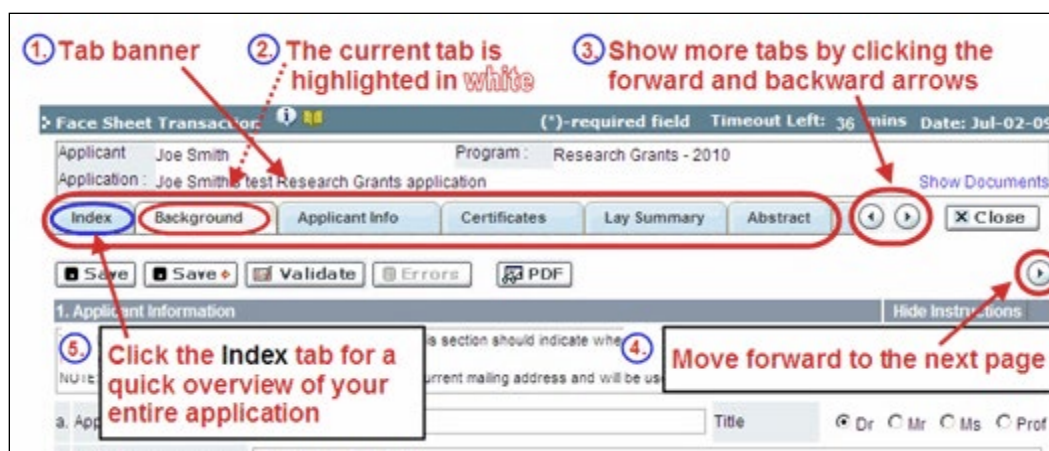 1. Tab banner
2. The current tab is
highlighted in white
3. Show more tabs by clicking the
forward and backward arrows
Face Sheet Transaction (*)-required field Timeout Left: 36 mins Date: Jul-02-09
Applicant Joe Smith Program : Research Grants - 2010
Application : Joe Smith's test Research Grants application Show Documents
Index Background Applicant Info Certificates Lay Summary Abstract Close
Save Save Validate Errors PDF
1. Applicant Information Hide Instructions
5. Click the Index tab for a
quick overview of your
entire application
is section should indicate whe
4. Move forward to the next page
NOTE urrent mailing address and will be use
a. App Title Dr Mr Ms Prof